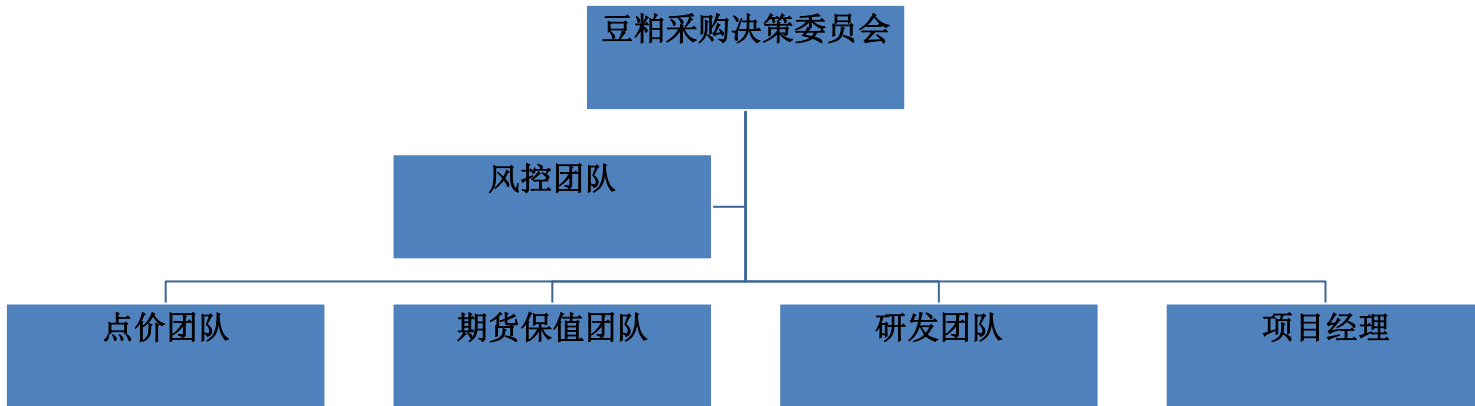 豆粕采购决策委员会
风控团队
点价团队
期货保值团队
研发团队
项目经理